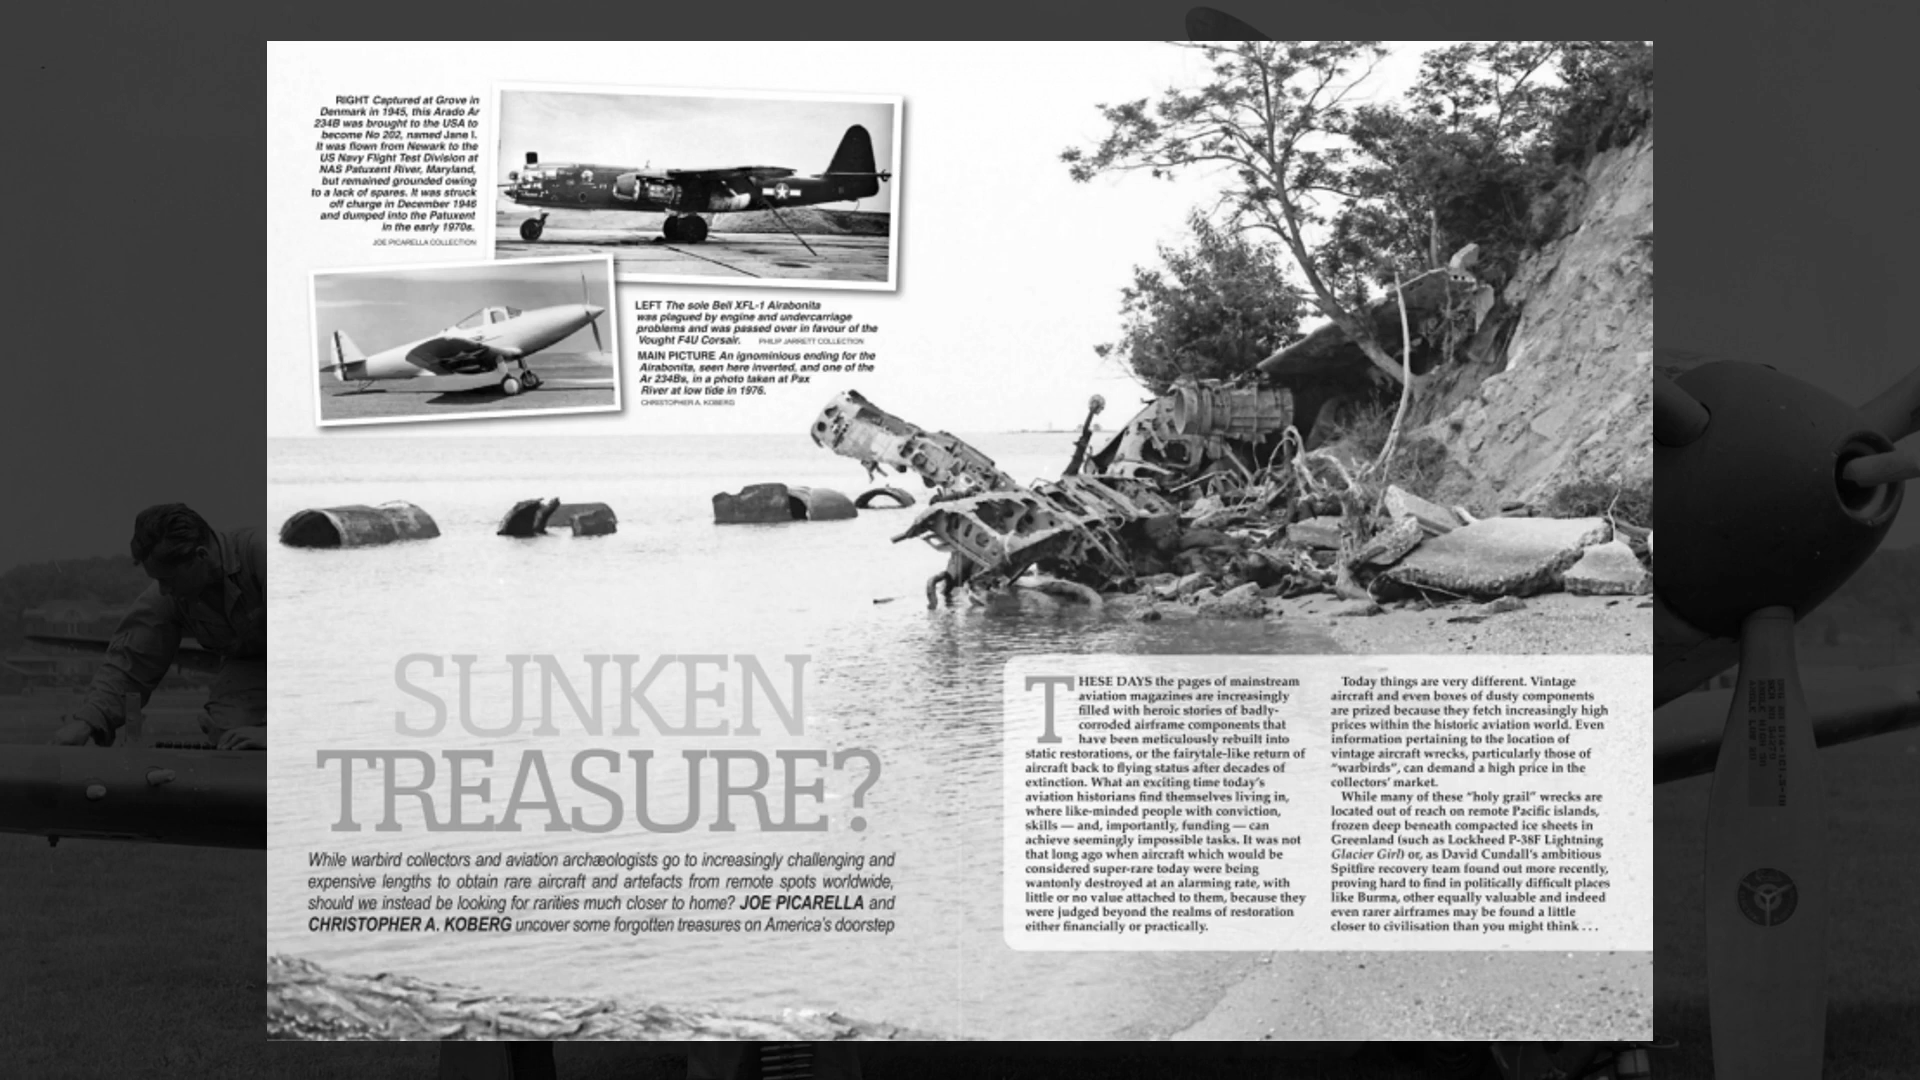 RIGHT Captured at Grove in
Denmark in 1945, this Arado Ar
234B was brought to the USA to
become No 202, named Jane I.
It was flown from Newark to the
US Navy Flight Test Division at
NAS Patuxent River, Maryland,
but remained grounded owing
to a lack of spares. It was struck
off charge in December 1946
and dumped into the Patuxent
in the early 1970s.
JOE PICARELLA COLLECTION
LEFT The sole Bell XFL-1 Airabonita
was plagued by engine and undercarriage
problems and was passed over in favour of the
Vought F4U Corsair. PHILIP JARRETT COLLECTION
MAIN PICTURE An ignominious ending for the
Airabonita, seen here inverted, and one of the
Ar 234Bs, in a photo taken at Pax
River at low tide in 1976.
CHRISTOPHER A. KOBERG
SUNKEN
TREASURE?
While warbird collectors and aviation archæologists go to increasingly challenging and
expensive lengths to obtain rare aircraft and artefacts from remote spots worldwide,
should we instead be looking for rarities much closer to home? JOE PICARELLA and
CHRISTOPHER A. KOBERG uncover some forgotten treasures on America's doorstep
THESE DAYS the pages of mainstream
aviation magazines are increasingly
filled with heroic stories of badly-
corroded airframe components that
have been meticulously rebuilt into
static restorations, or the fairytale-like return of
aircraft back to flying status after decades of
extinction. What an exciting time today's
aviation historians find themselves living in,
where like-minded people with conviction,
skills — and, importantly, funding — can
achieve seemingly impossible tasks. It was not
that long ago when aircraft which would be
considered super-rare today were being
wantonly destroyed at an alarming rate, with
little or no value attached to them, because they
were judged beyond the realms of restoration
either financially or practically.
Today things are very different. Vintage
aircraft and even boxes of dusty components
are prized because they fetch increasingly high
prices within the historic aviation world. Even
information pertaining to the location of
vintage aircraft wrecks, particularly those of
"warbirds", can demand a high price in the
collectors' market.
While many of these "holy grail" wrecks are
located out of reach on remote Pacific islands,
frozen deep beneath compacted ice sheets in
Greenland (such as Lockheed P-38F Lightning
Glacier Girl) or, as David Cundall's ambitious
Spitfire recovery team found out more recently,
proving hard to find in politically difficult places
like Burma, other equally valuable and indeed
even rarer airframes may be found a little
closer to civilisation than you might think . . .